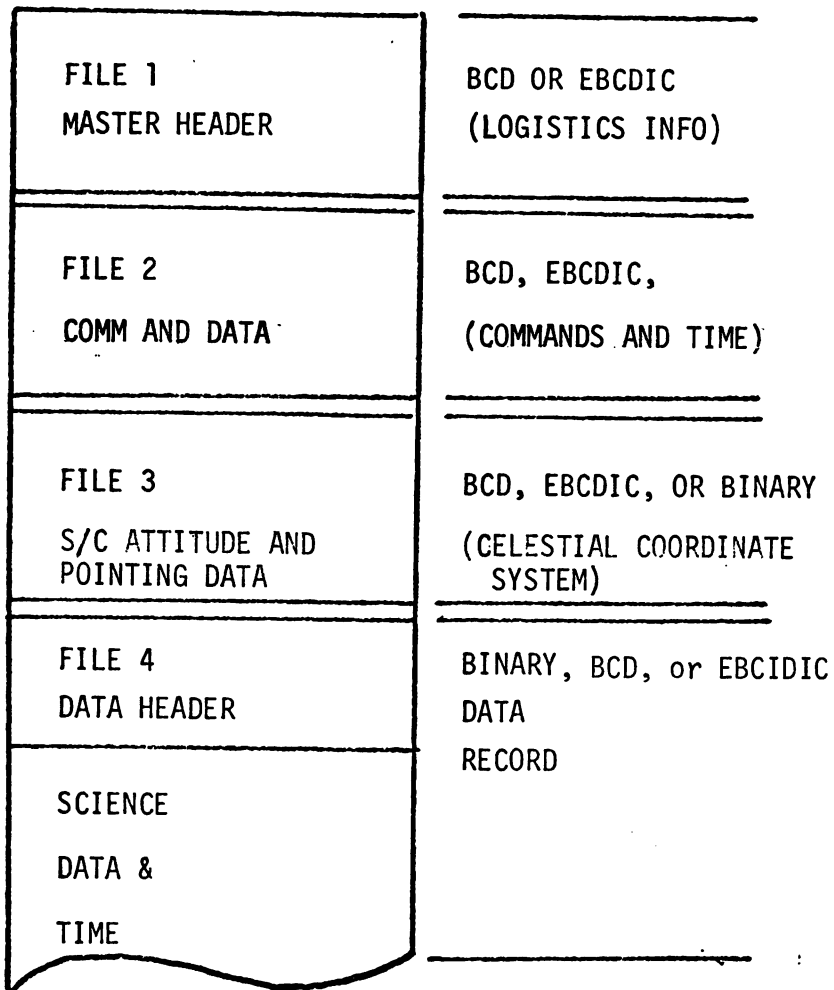 FILE 1
MASTER HEADER
BCD OR EBCDIC
(LOGISTICS INFO)
FILE 2
COMM AND DATA
BCD, EBCDIC,
(COMMANDS AND TIME)
FILE 3
S/C ATTITUDE AND
POINTING DATA
BCD, EBCDIC, OR BINARY
(CELESTIAL COORDINATE
SYSTEM)
FILE 4
DATA HEADER
BINARY, BCD, or EBCIDIC
DATA
RECORD
SCIENCE
DATA &
TIME